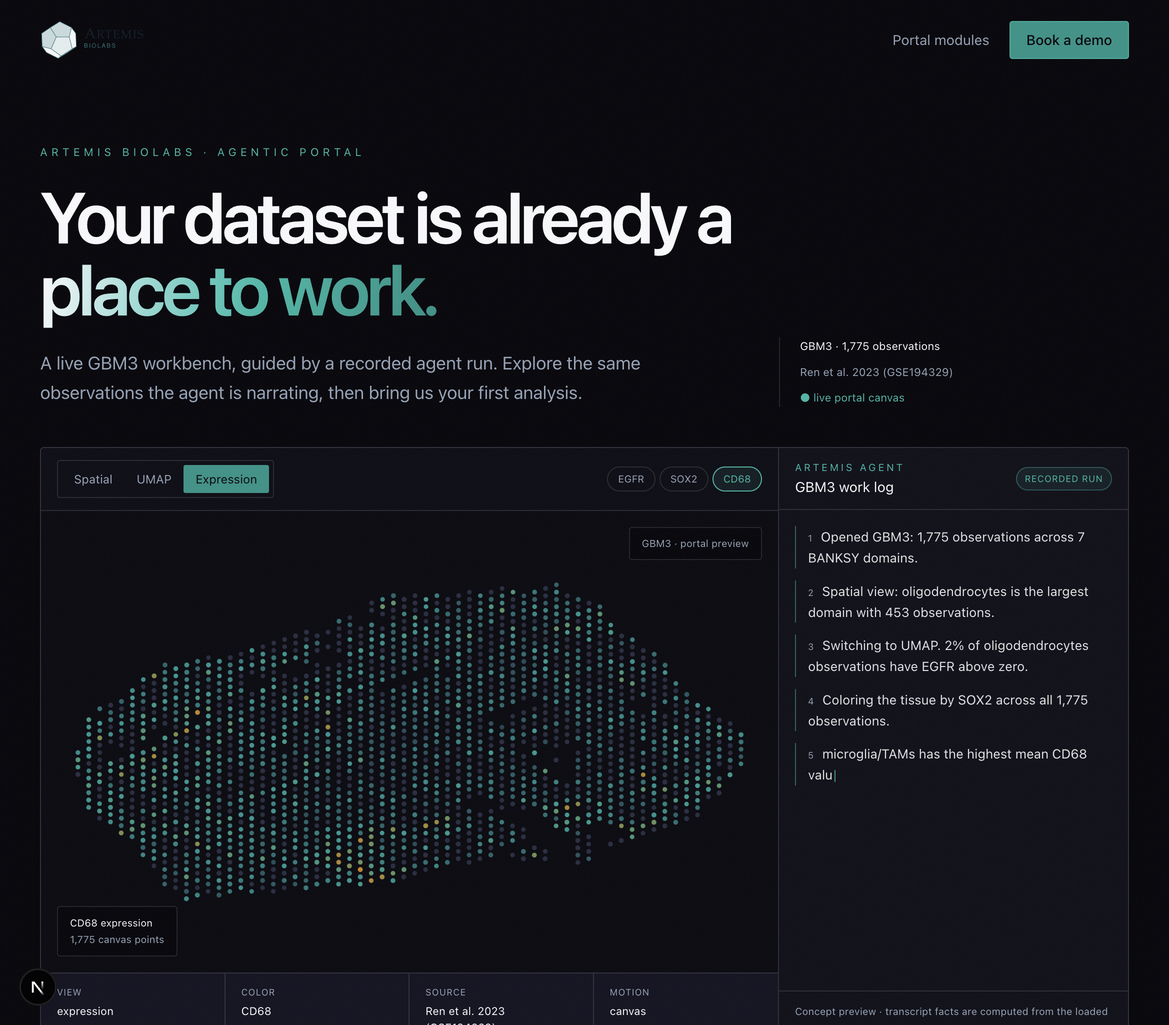 ARTEMIS
BIOLABS
Portal modules
Book a demo
ARTEMIS BIOLABS · AGENTIC PORTAL
Your dataset is already a
place to work.
A live GBM3 workbench, guided by a recorded agent run. Explore the same
observations the agent is narrating, then bring us your first analysis.
GBM3 · 1,775 observations
Ren et al. 2023 (GSE194329)
live portal canvas
Spatial
UMAP
Expression
EGFR
SOX2
CD68
GBM3 · portal preview
CD68 expression
1,775 canvas points
ARTEMIS AGENT
GBM3 work log
RECORDED RUN
1 Opened GBM3: 1,775 observations across 7
BANKSY domains.
2 Spatial view: oligodendrocytes is the largest
domain with 453 observations.
3 Switching to UMAP. 2% of oligodendrocytes
observations have EGFR above zero.
4 Coloring the tissue by SOX2 across all 1,775
observations.
5 microglia/TAMs has the highest mean CD68
valu
N
VIEW
expression
COLOR
CD68
SOURCE
Ren et al. 2023
MOTION
canvas
Concept preview · transcript facts are computed from the loaded